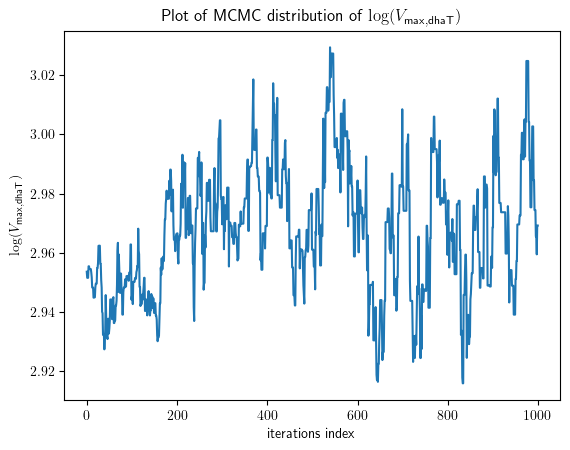 Plot of MCMC distribution of log(V_max,dhaT)
log(V_max,dhaT)
3.02
3.00
2.98
2.96
2.94
2.92
0 200 400 600 800 1000
iterations index